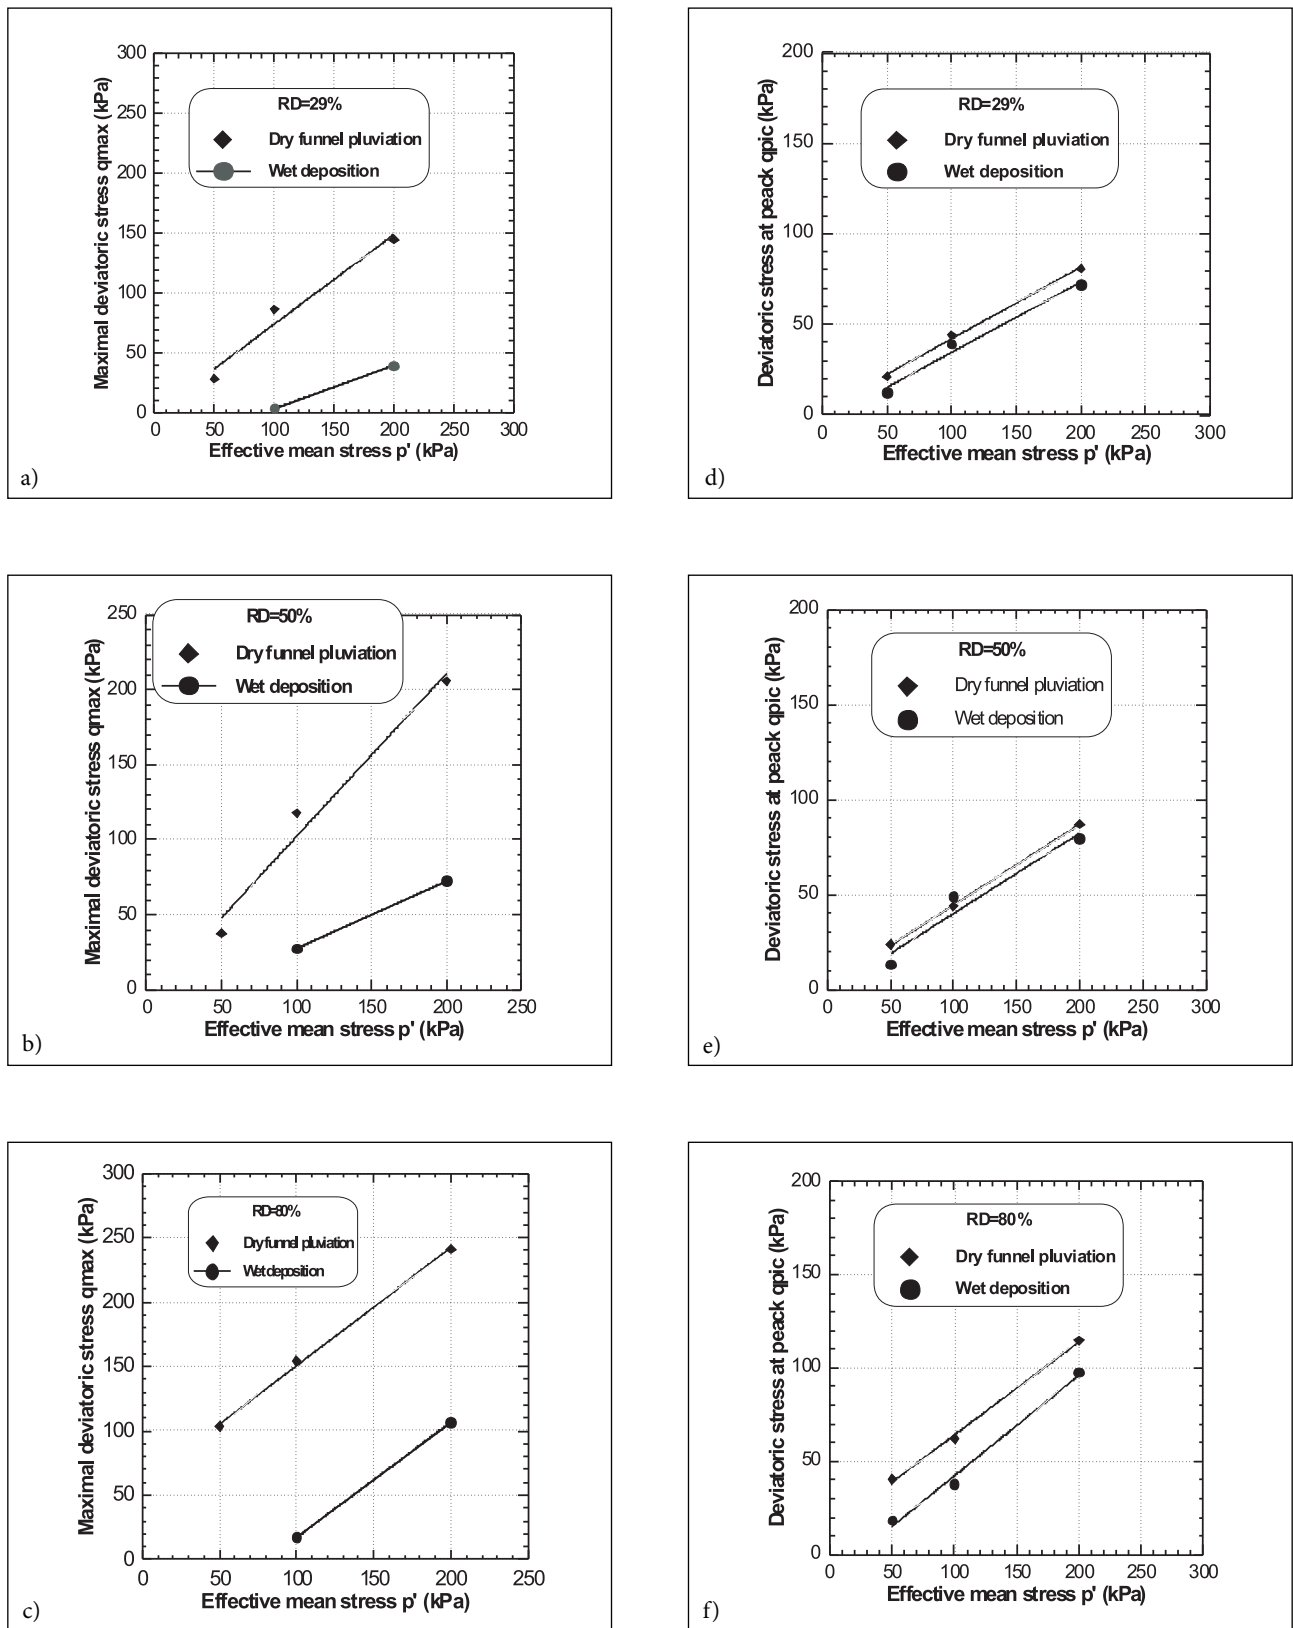 300
250
200
150
100
50
0
Maximal deviatoric stress qmax (kPa)
RD=29%
Dry funnel pluviation
Wet deposition
0 50 100 150 200 250 300
Effective mean stress p' (kPa)
a)
200
150
100
50
0
Deviatoric stress at peack qpic (kPa)
RD=29%
Dry funnel pluviation
Wet deposition
0 50 100 150 200 250 300
Effective mean stress p' (kPa)
d)
250
200
150
100
50
0
Maximal deviatoric stress qmax (kPa)
RD=50%
Dry funnel pluviation
Wet deposition
0 50 100 150 200 250
Effective mean stress p' (kPa)
b)
200
150
100
50
0
Deviatoric stress at peack qpic (kPa)
RD=50%
Dry funnel pluviation
Wet deposition
0 50 100 150 200 250 300
Effective mean stress p' (kPa)
e)
300
250
200
150
100
50
0
Maximal deviatoric stress qmax (kPa)
RD=80%
Dry funnel pluviation
Wet deposition
0 50 100 150 200 250
Effective mean stress p' (kPa)
c)
200
150
100
50
0
Deviatoric stress at peack qpic (kPa)
RD=80%
Dry funnel pluviation
Wet deposition
0 50 100 150 200 250 300
Effective mean stress p' (kPa)
f)